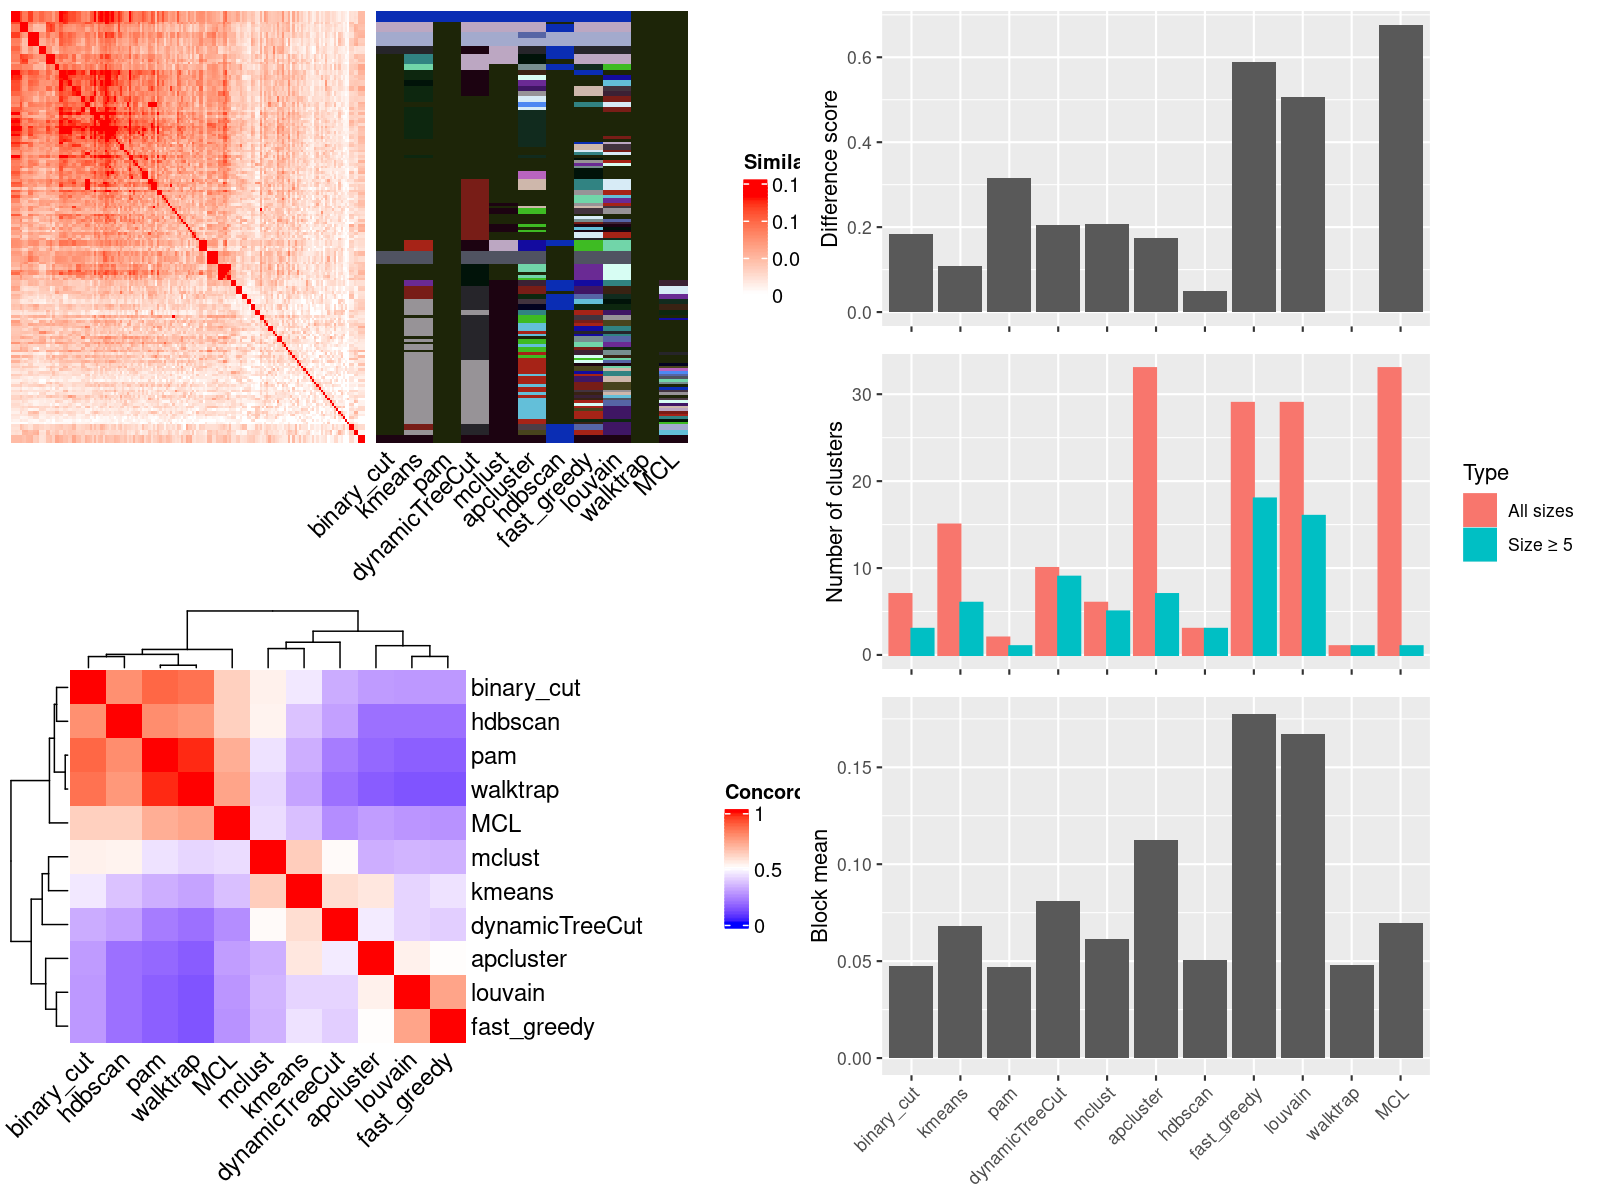 Simila
0.1
0.1
0.0
0
binary_cut
kmeans
pam
dynamicTreeCut
mclust
apcluster
hdbscan
fast_greedy
louvain
walktrap
MCL
binary_cut
hdbscan
pam
walktrap
MCL
mclust
kmeans
dynamicTreeCut
apcluster
louvain
fast_greedy
binary_cut
hdbscan
pam
walktrap
MCL
mclust
kmeans
dynamicTreeCut
apcluster
louvain
fast_greedy
Concord
1
0.5
0
Difference score
0.6
0.4
0.2
0.0
Number of clusters
30
20
10
0
Type
All sizes
Size ≥ 5
Block mean
0.15
0.10
0.05
0.00
binary_cut
kmeans
pam
dynamicTreeCut
mclust
apcluster
hdbscan
fast_greedy
louvain
walktrap
MCL